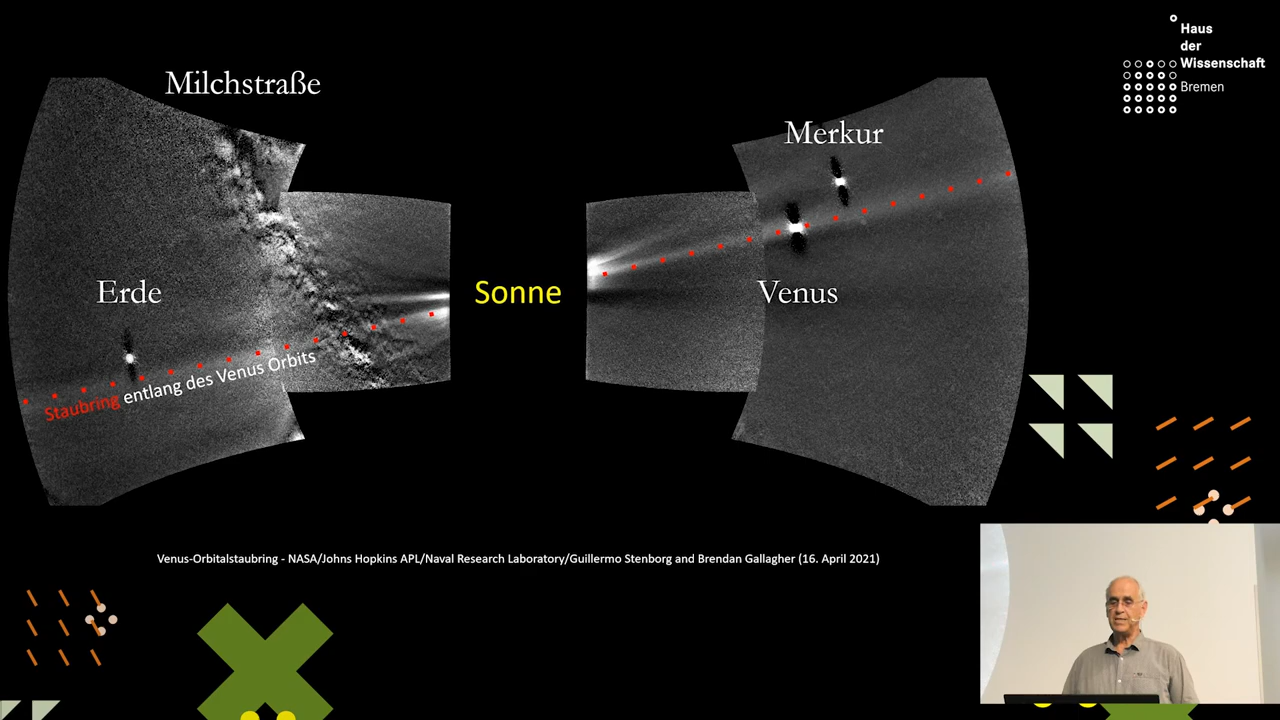 Haus
der
Wissenschaft
Bremen
Milchstraße
Merkur
Erde
Sonne
Venus
Staubring entlang des Venus Orbits
Venus-Orbitalstaubring - NASA/Johns Hopkins APL/Naval Research Laboratory/Guillermo Stenborg and Brendan Gallagher (16. April 2021)